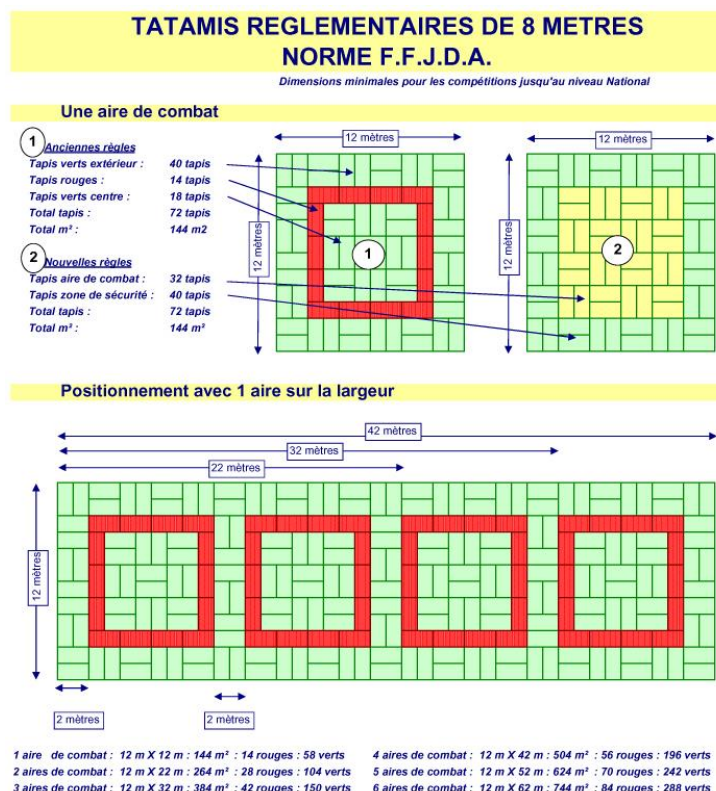 TATAMIS REGLEMENTAIRES DE 8 METRES
NORME F.F.J.D.A.
Dimensions minimales pour les compétitions jusqu'au niveau National
Une aire de combat
1 Anciennes règles
Tapis verts extérieur : 40 tapis
Tapis rouges : 14 tapis
Tapis verts centre : 18 tapis
Total tapis : 72 tapis
Total m² : 144 m2
2 Nouvelles règles
Tapis aire de combat : 32 tapis
Tapis zone de sécurité : 40 tapis
Total tapis : 72 tapis
Total m² : 144 m²
12 mètres
12 mètres
1
12 mètres
12 mètres
2
Positionnement avec 1 aire sur la largeur
42 mètres
32 mètres
22 mètres
12 mètres
2 mètres
2 mètres
1 aire de combat : 12 m X 12 m : 144 m² : 14 rouges : 58 verts
2 aires de combat : 12 m X 22 m : 264 m² : 28 rouges : 104 verts
3 aires de combat : 12 m X 32 m : 384 m² : 42 rouges : 150 verts
4 aires de combat : 12 m X 42 m : 504 m² : 56 rouges : 196 verts
5 aires de combat : 12 m X 52 m : 624 m² : 70 rouges : 242 verts
6 aires de combat : 12 m X 62 m : 744 m² : 84 rouges : 288 verts